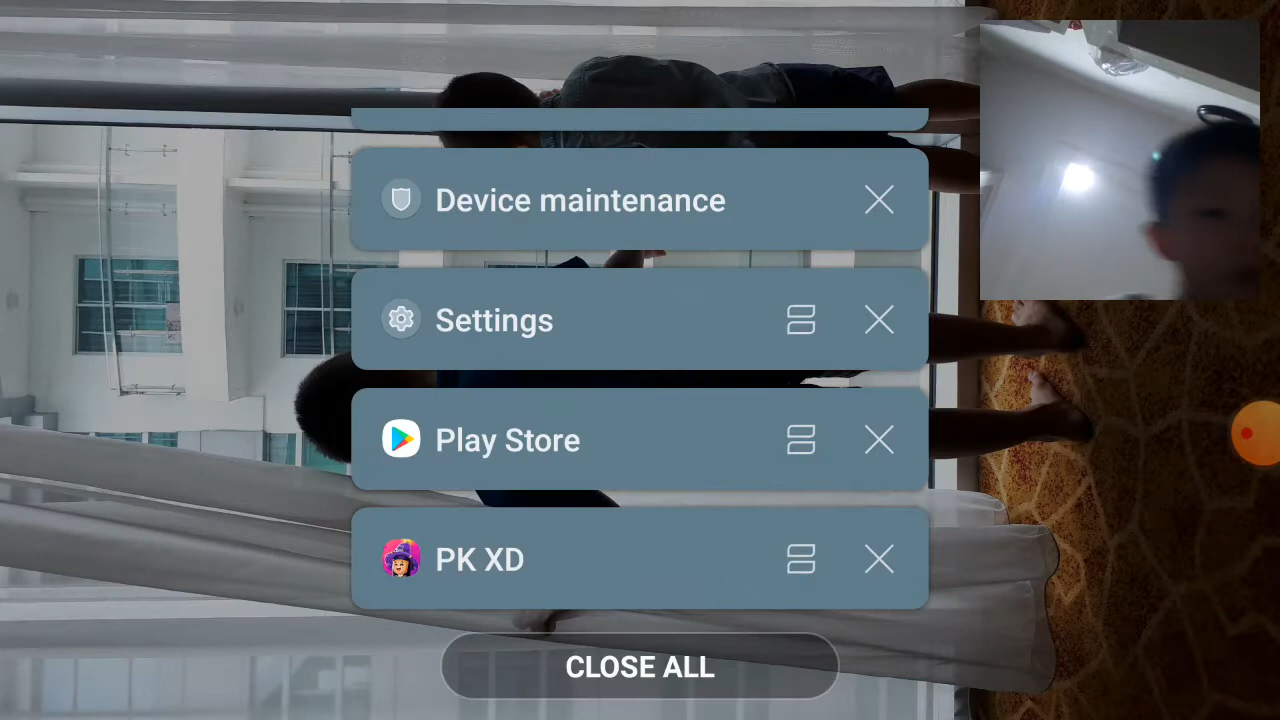 Device maintenance
Settings
Play Store
PK XD
CLOSE ALL